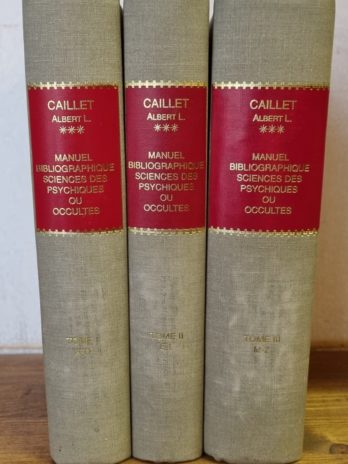 CAILLET
ALBERT L.
***
MANUEL
BIBLIOGRAPHIQUE
SCIENCES DES
PSYCHIQUES
OU
OCCULTES
TOME
CAILLET
ALBERT L.
***
MANUEL
BIBLIOGRAPHIQUE
SCIENCES DES
PSYCHIQUES
OU
OCCULTES
TOME II
CAILLET
ALBERT L.
***
MANUEL
BIBLIOGRAPHIQUE
SCIENCES DES
PSYCHIQUES
OU
OCCULTES
TOME III
M-Z